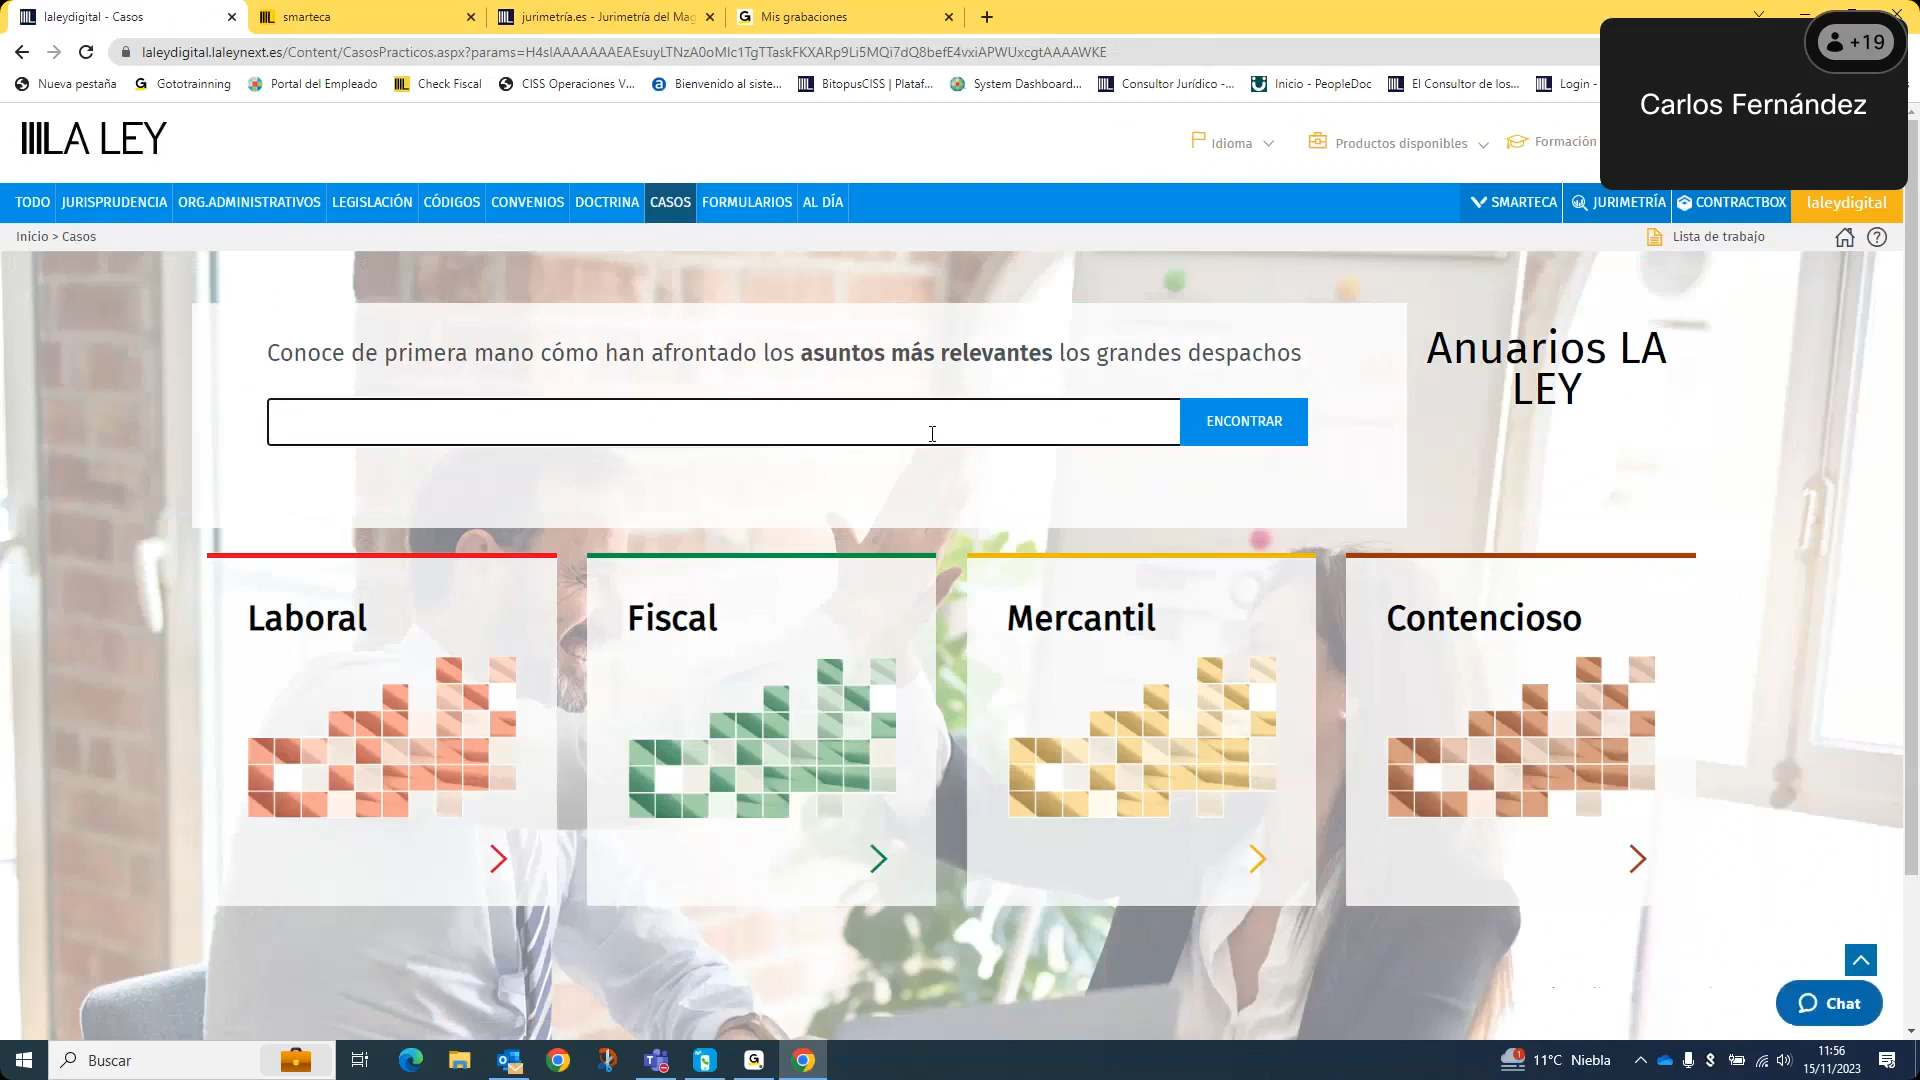 laleydigital - Casos
smarteca
jurimetría.es - Jurimetría del Mag
Mis grabaciones
+19
laleydigital.laleynext.es/Content/CasosPracticos.aspx?params=H4sIAAAAAAAEAEsuyLTNzA0oMlc1TgTTaskFKXARp9Li5MQi7dQ8befE4vxiAPWUxcgtAAAAWKE
Nueva pestaña
Gototrainning
Portal del Empleado
Check Fiscal
CISS Operaciones V...
Bienvenido al siste...
BitopusCISS | Plataf...
System Dashboard...
Consultor Jurídico -...
Inicio - PeopleDoc
El Consultor de los...
Login -
Carlos Fernández
LA LEY
Idioma
Productos disponibles
Formación
TODO
JURISPRUDENCIA
ORG.ADMINISTRATIVOS
LEGISLACIÓN
CÓDIGOS
CONVENIOS
DOCTRINA
CASOS
FORMULARIOS
AL DÍA
SMARTECA
JURIMETRÍA
CONTRACTBOX
laleydigital
Inicio > Casos
Lista de trabajo
Conoce de primera mano cómo han afrontado los asuntos más relevantes los grandes despachos
ENCONTRAR
Anuarios LA
LEY
Laboral
Fiscal
Mercantil
Contencioso
Chat
Buscar
11°C Niebla
11:56
15/11/2023